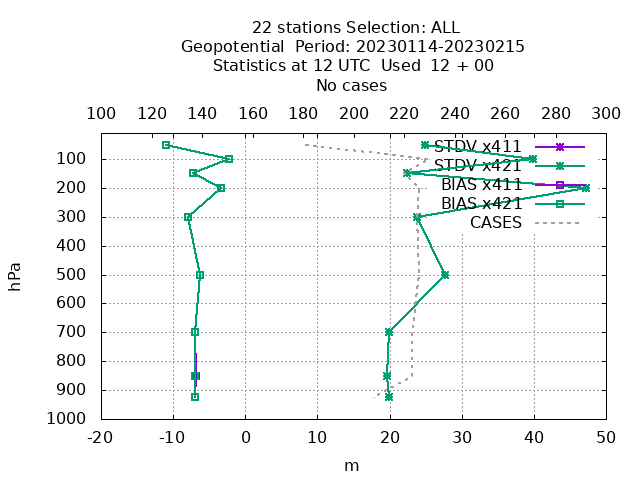 22 stations Selection: ALL
Geopotential  Period: 20230114-20230215
Statistics at 12 UTC  Used  12 + 00
No cases
100 120 140 160 180 200 220 240 260 280 300
STDV x411
100
STDV x421
BIAS x411
200
BIAS x421
300
CASES
400
hPa
500
600
700
800
900
1000
-20 -10 0 10 20 30 40 50
m